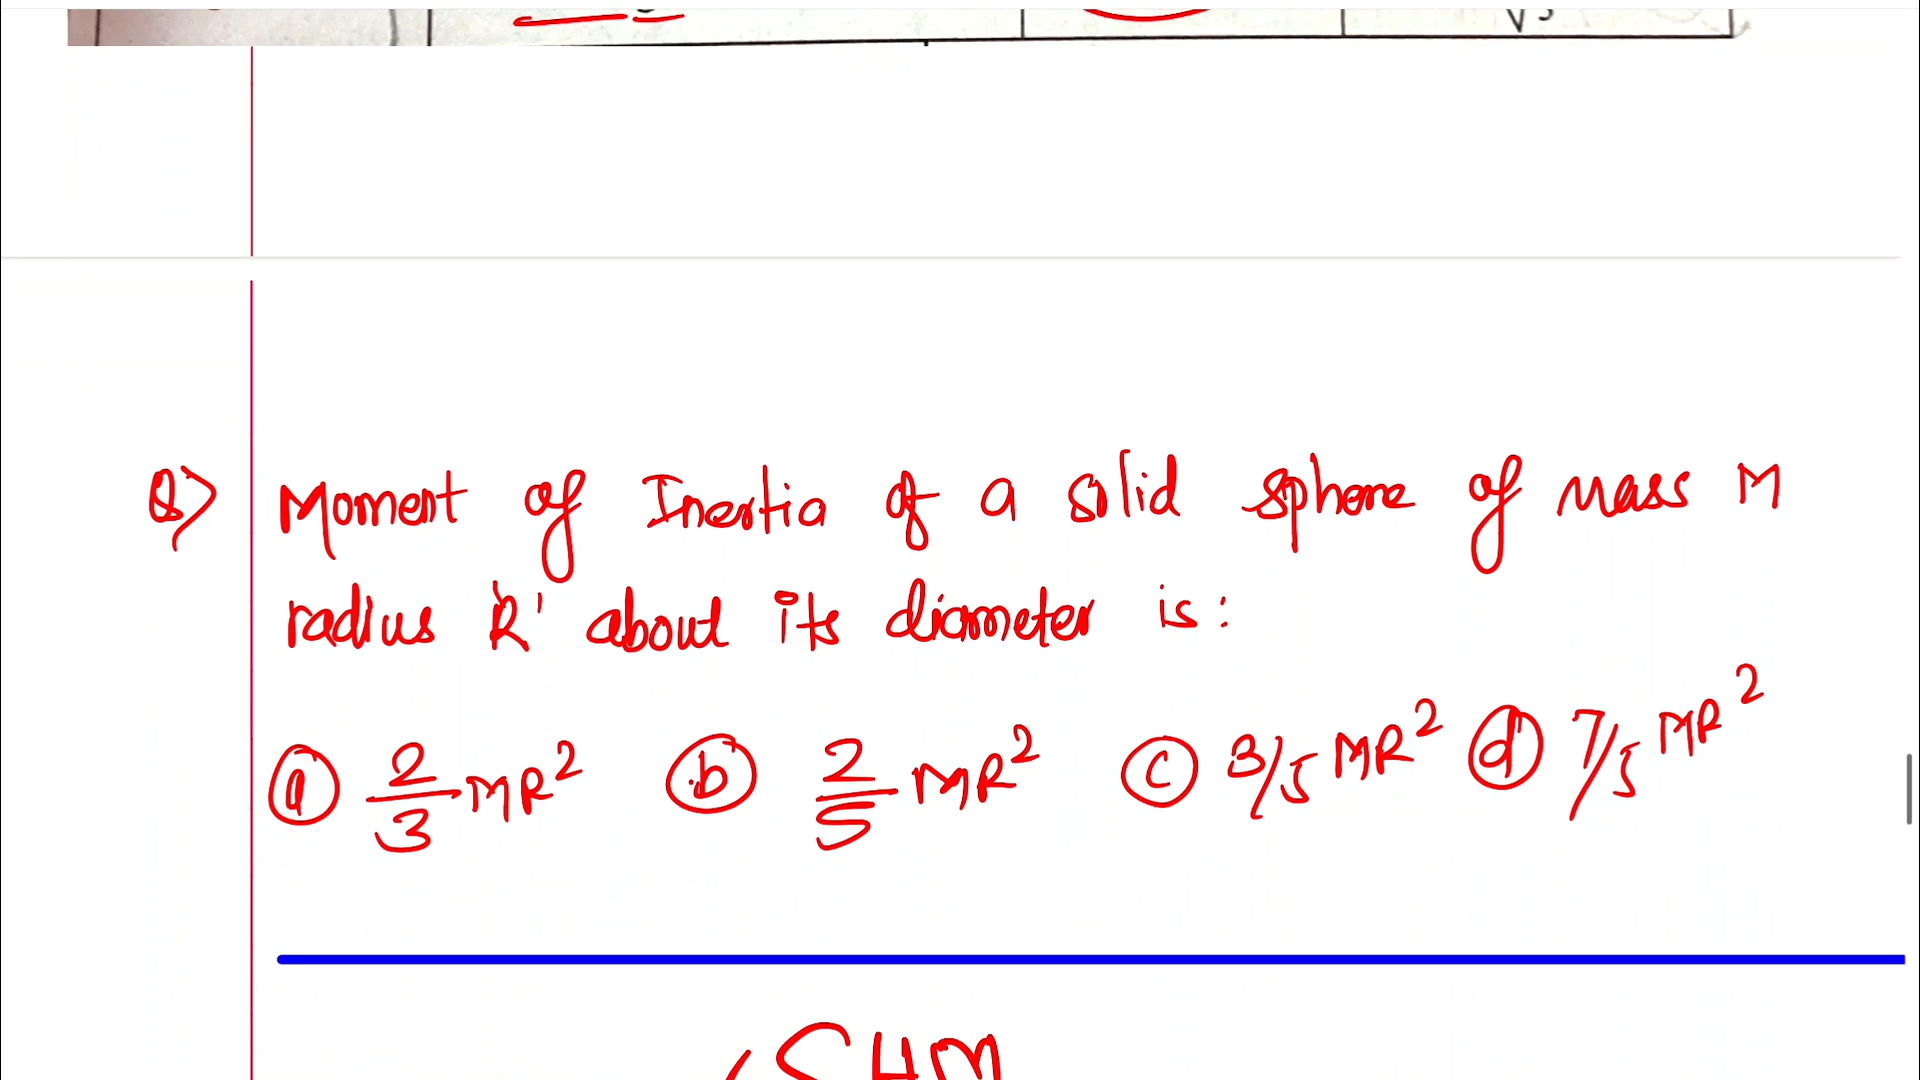 Q> Moment of Inertia of a solid sphere of mass M
radius 'R' about its diameter is:
(a) 2/3 MR² (b) 2/5 MR² (c) 3/5 MR² (d) 7/5 MR²
SHM